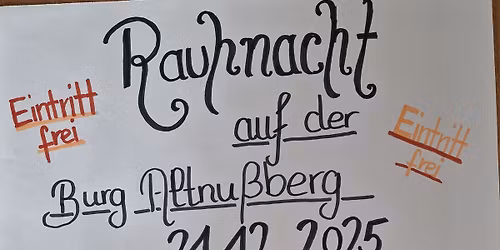 Rauhnacht
Eintritt
frei
auf der
Eintritt
frei
Burg Altnußberg
21.12.2025